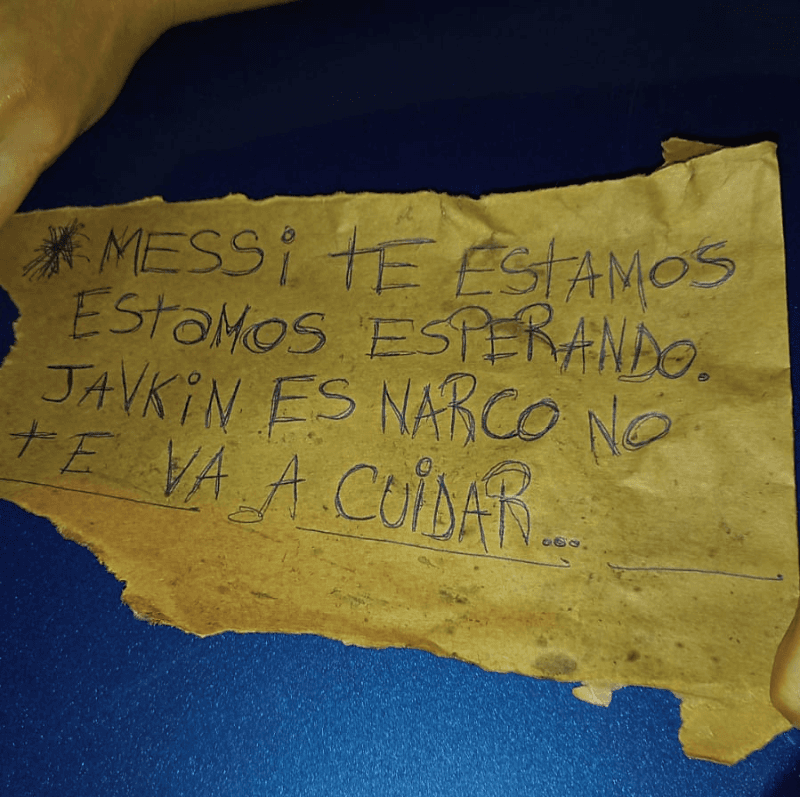 *MESSi tE EStAMOS
EStaMOS ESPERANDO.
JAVKiN ES NARCO NO
tE VA A CUiDAR...